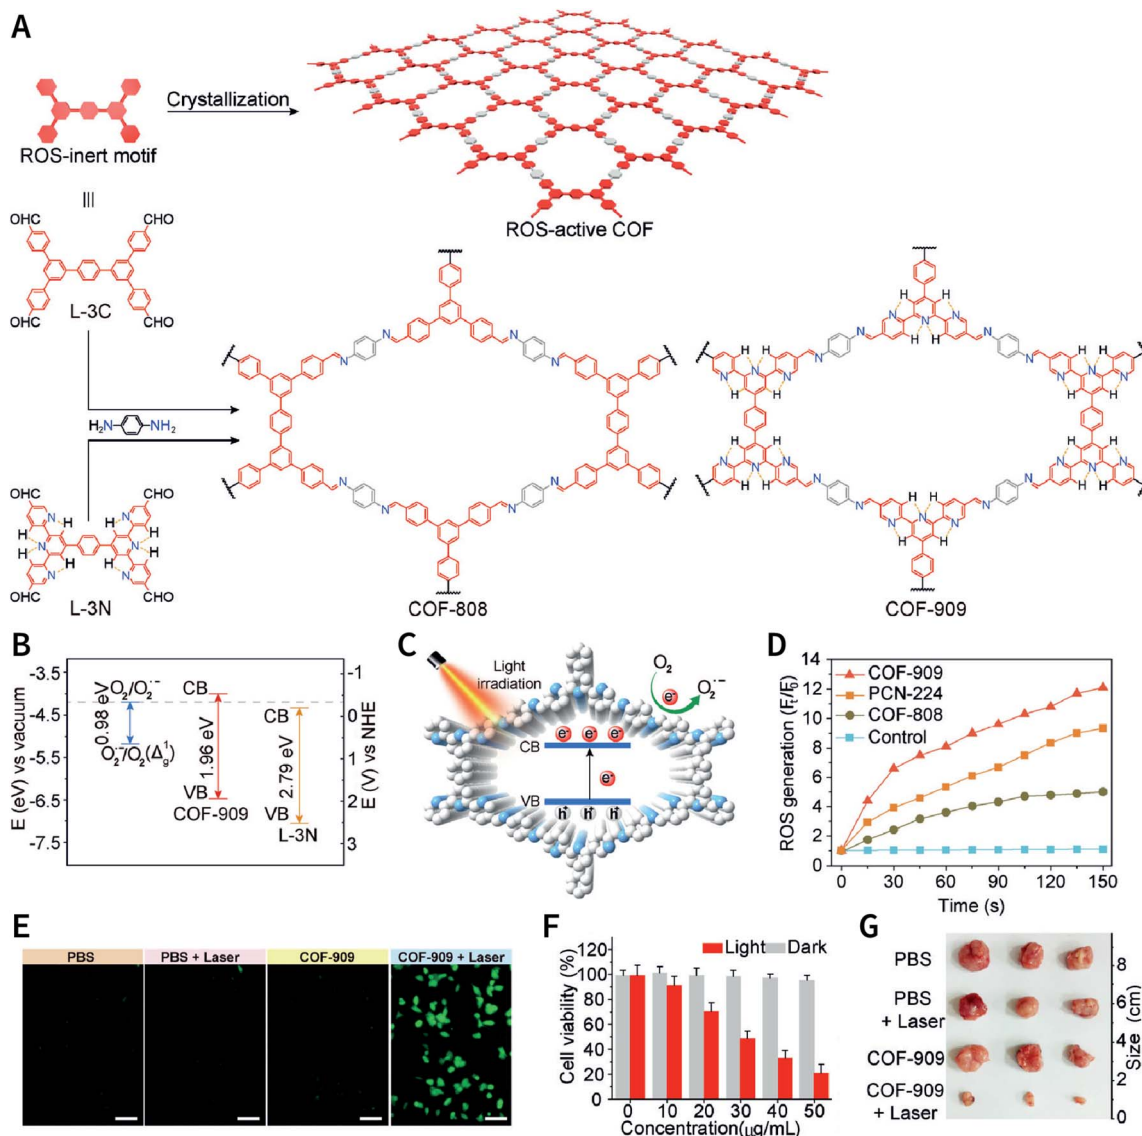 A
ROS-inert motif
Crystallization
ROS-active COF
OHC
CHO
OHC
CHO
L-3C
H₂N
NH₂
CHO
CHO
N
H
H
N
H
N
H
H
N
H
N
H
H
N
OHC
CHO
L-3N
COF-808
COF-909
B
E (eV) vs vacuum
-3.5
-4.5
-5.5
-6.5
-7.5
O₂/O₂·⁻
0.98 eV
O₂·⁻/O₂(Δg¹)
CB
1.96 eV
VB
COF-909
CB
2.79 eV
VB
L-3N
-1
0
1
2
3
E (V) vs NHE
C
Light
irradiation
O₂
e⁻
O₂·⁻
CB
e⁻ e⁻ e⁻
e⁻
VB
h⁺ h⁺ h⁺
D
ROS generation (Fₜ/F₀)
14
12
10
8
6
4
2
0
COF-909
PCN-224
COF-808
Control
0 30 60 90 120 150
Time (s)
E
PBS
PBS + Laser
COF-909
COF-909 + Laser
F
Cell viability (%)
120
100
80
60
40
20
0
Light
Dark
0 10 20 30 40 50
Concentration(μg/mL)
G
PBS
PBS
+ Laser
COF-909
COF-909
+ Laser
8
6
4
2
0
Size (cm)